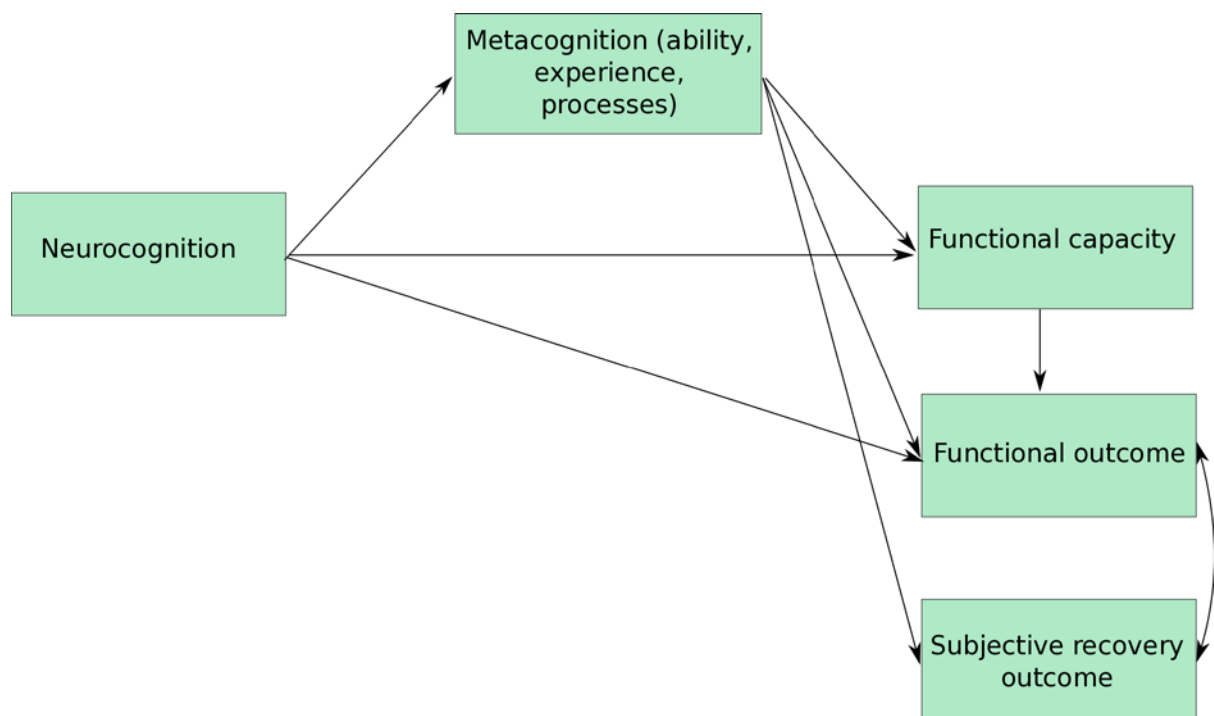 Metacognition (ability,
experience,
processes)
Neurocognition
Functional capacity
Functional outcome
Subjective recovery
outcome